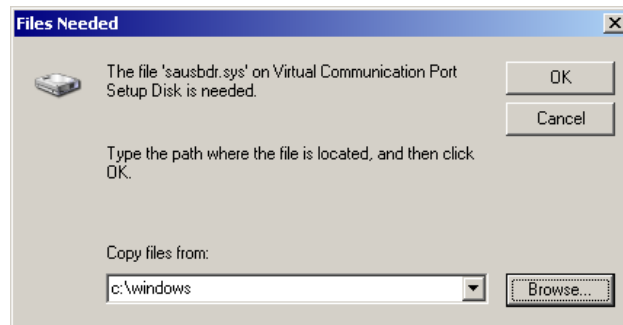 Files Needed
The file 'sausbdr.sys' on Virtual Communication Port
Setup Disk is needed.
OK
Cancel
Type the path where the file is located, and then click
OK.
Copy files from:
c:\windows
Browse...